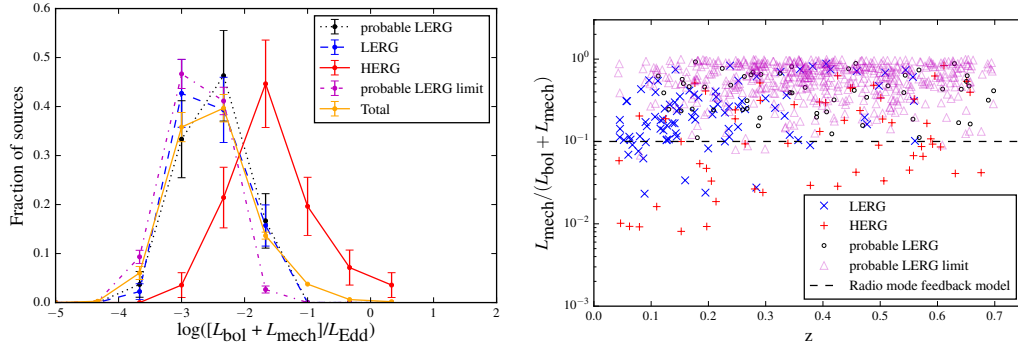 0.6
0.5
0.4
0.3
0.2
0.1
0.0
Fraction of sources
−5 −4 −3 −2 −1 0 1 2
log([L_bol + L_mech]/L_Edd)
probable LERG
LERG
HERG
probable LERG limit
Total
10^1
10^0
10^−1
10^−2
10^−3
L_mech/(L_bol + L_mech)
0.0 0.1 0.2 0.3 0.4 0.5 0.6 0.7
z
LERG
HERG
probable LERG
probable LERG limit
Radio mode feedback model